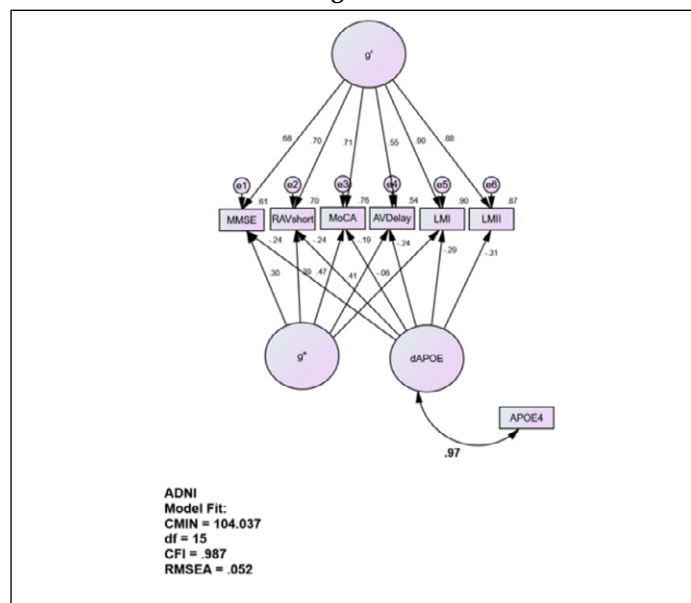 g'
.68 .70 .71 .55 .90 .88
e1 e2 e3 e4 e5 e6
.61 .70 .76 .54 .90 .87
MMSE RAVshort MoCA AVDelay LMI LMII
-.24 -.24 -.19 -.24 -.29 -.31
.30 .39 .47 .41 -.06
g" dAPOE
APOE4
.97
ADNI
Model Fit:
CMIN = 104.037
df = 15
CFI = .987
RMSEA = .052